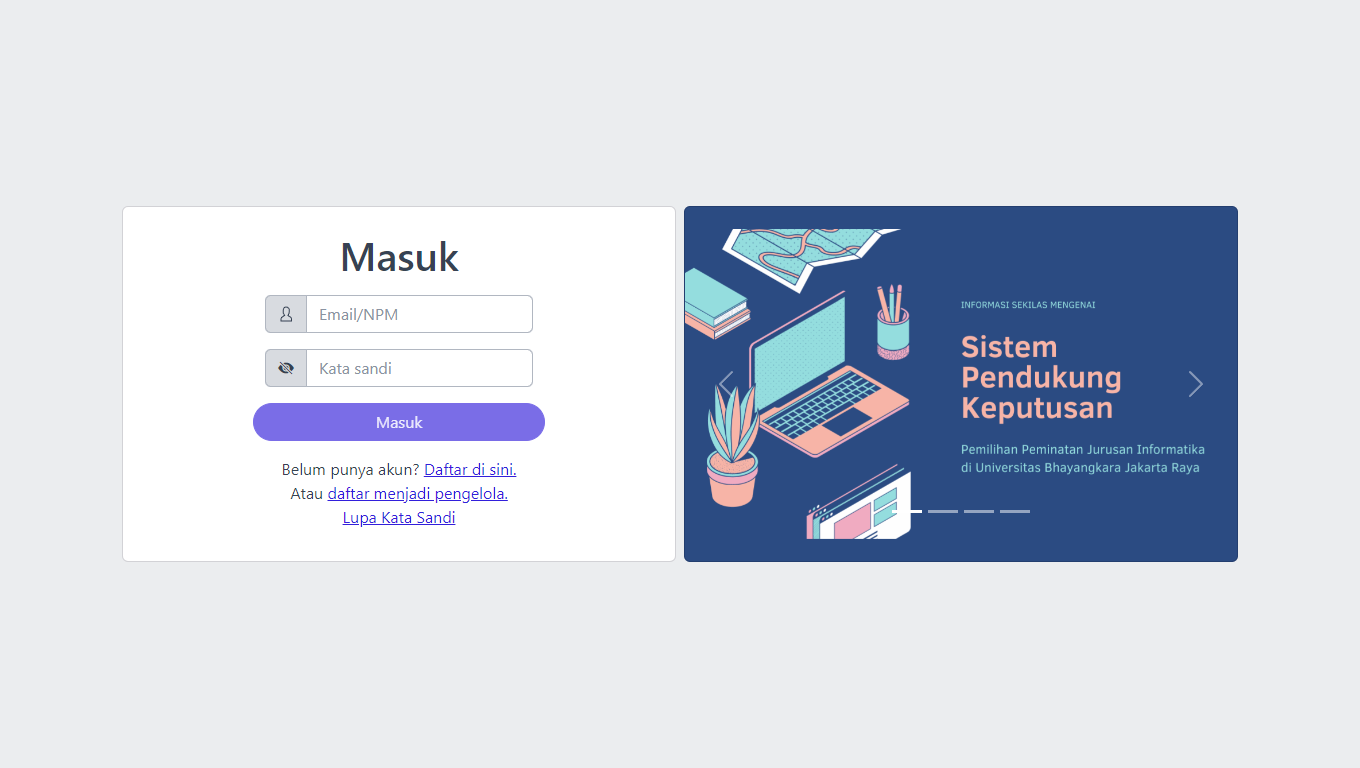 Masuk
Email/NPM
Kata sandi
Masuk
Belum punya akun? Daftar di sini.
Atau daftar menjadi pengelola.
Lupa Kata Sandi
INFORMASI SEKILAS MENGENAI
Sistem
Pendukung
Keputusan
Pemilihan Peminatan Jurusan Informatika
di Universitas Bhayangkara Jakarta Raya